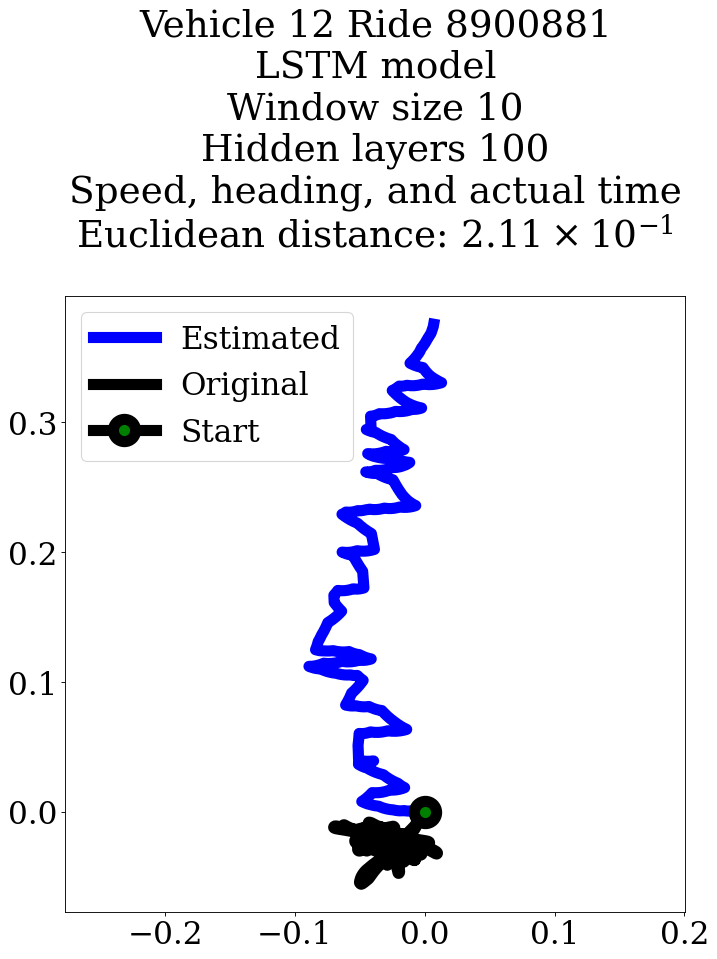 Vehicle 12 Ride 8900881
LSTM model
Window size 10
Hidden layers 100
Speed, heading, and actual time
Euclidean distance: 2.11 × 10⁻¹
Estimated
Original
Start
0.3
0.2
0.1
0.0
−0.2
−0.1
0.0
0.1
0.2